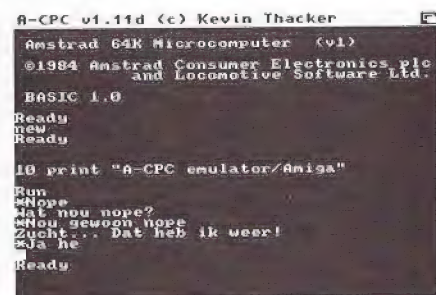 A-CPC v1.11d (c) Kevin Thacker
Amstrad 64K Microcomputer (v1)
©1984 Amstrad Consumer Electronics plc
and Locomotive Software Ltd.
BASIC 1.0
Ready
new
Ready
10 print "A-CPC emulator/Amiga"
Run
*Nope
Wat nou nope?
*Nou gewoon nope
Zucht... Dat heb ik weer!
*Ja he
Ready